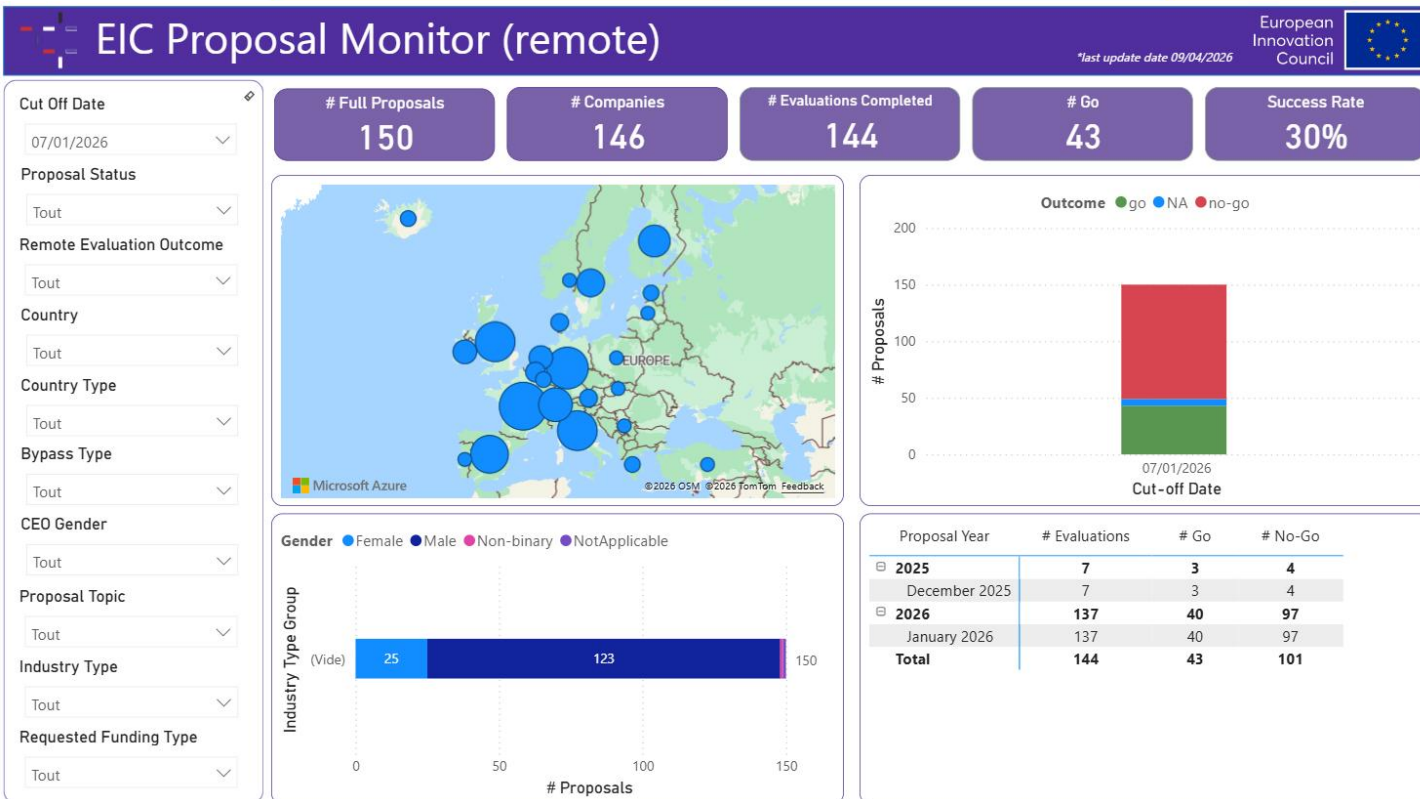 EIC Proposal Monitor (remote)
*last update date 09/04/2026
European
Innovation
Council
Cut Off Date
07/01/2026
Proposal Status
Tout
Remote Evaluation Outcome
Tout
Country
Tout
Country Type
Tout
Bypass Type
Tout
CEO Gender
Tout
Proposal Topic
Tout
Industry Type
Tout
Requested Funding Type
Tout
# Full Proposals
150
# Companies
146
# Evaluations Completed
144
# Go
43
Success Rate
30%
EUROPE
Microsoft Azure
©2026 OSM ©2026 TomTom Feedback
Outcome go NA no-go
200
150
100
50
0
# Proposals
07/01/2026
Cut-off Date
Gender Female Male Non-binary NotApplicable
Industry Type Group
(Vide) 25 123 150
0 50 100 150
# Proposals
Proposal Year # Evaluations # Go # No-Go
2025 7 3 4
December 2025 7 3 4
2026 137 40 97
January 2026 137 40 97
Total 144 43 101